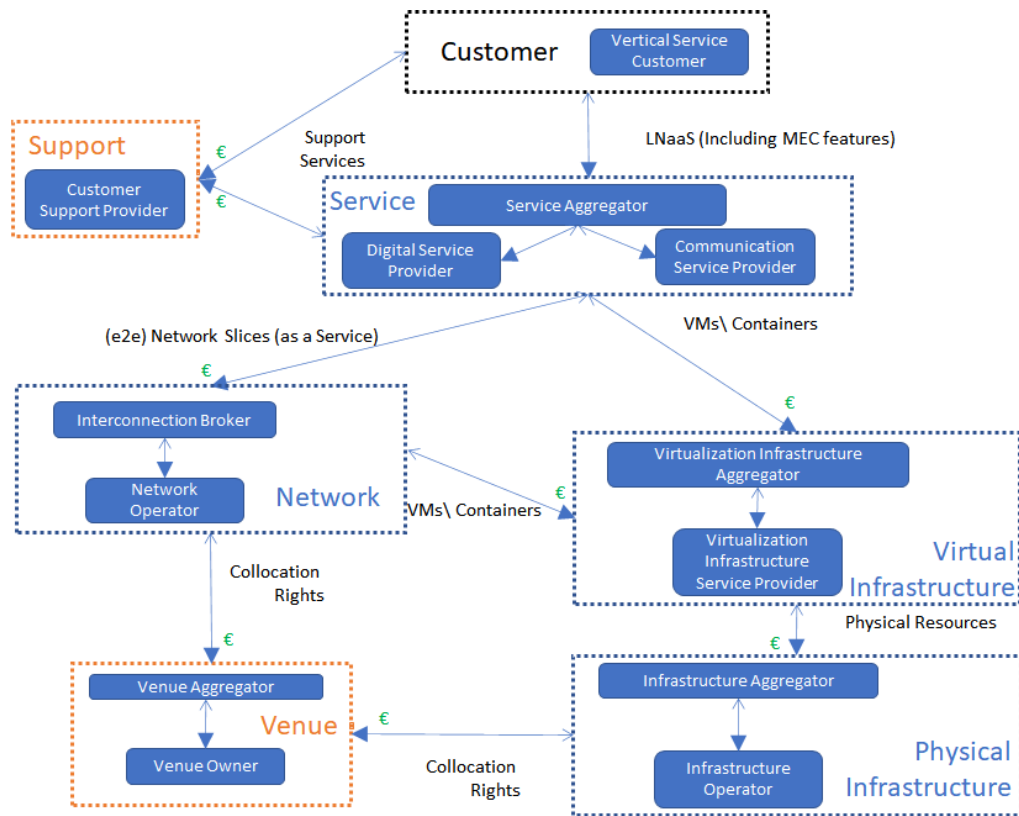 Customer
Vertical Service
Customer
Support
Services
LNaaS (Including MEC features)
€
Support
Customer
Support Provider
€
Service
Service Aggregator
Digital Service
Provider
Communication
Service Provider
(e2e) Network Slices (as a Service)
VMs\ Containers
€
€
Interconnection Broker
Network
Operator
Network
VMs\ Containers
€
Virtualization Infrastructure
Aggregator
Virtualization
Infrastructure
Service Provider
Virtual
Infrastructure
Collocation
Rights
€
Physical Resources
€
Venue Aggregator
Venue
Venue Owner
€
Collocation
Rights
Infrastructure Aggregator
Infrastructure
Operator
Physical
Infrastructure